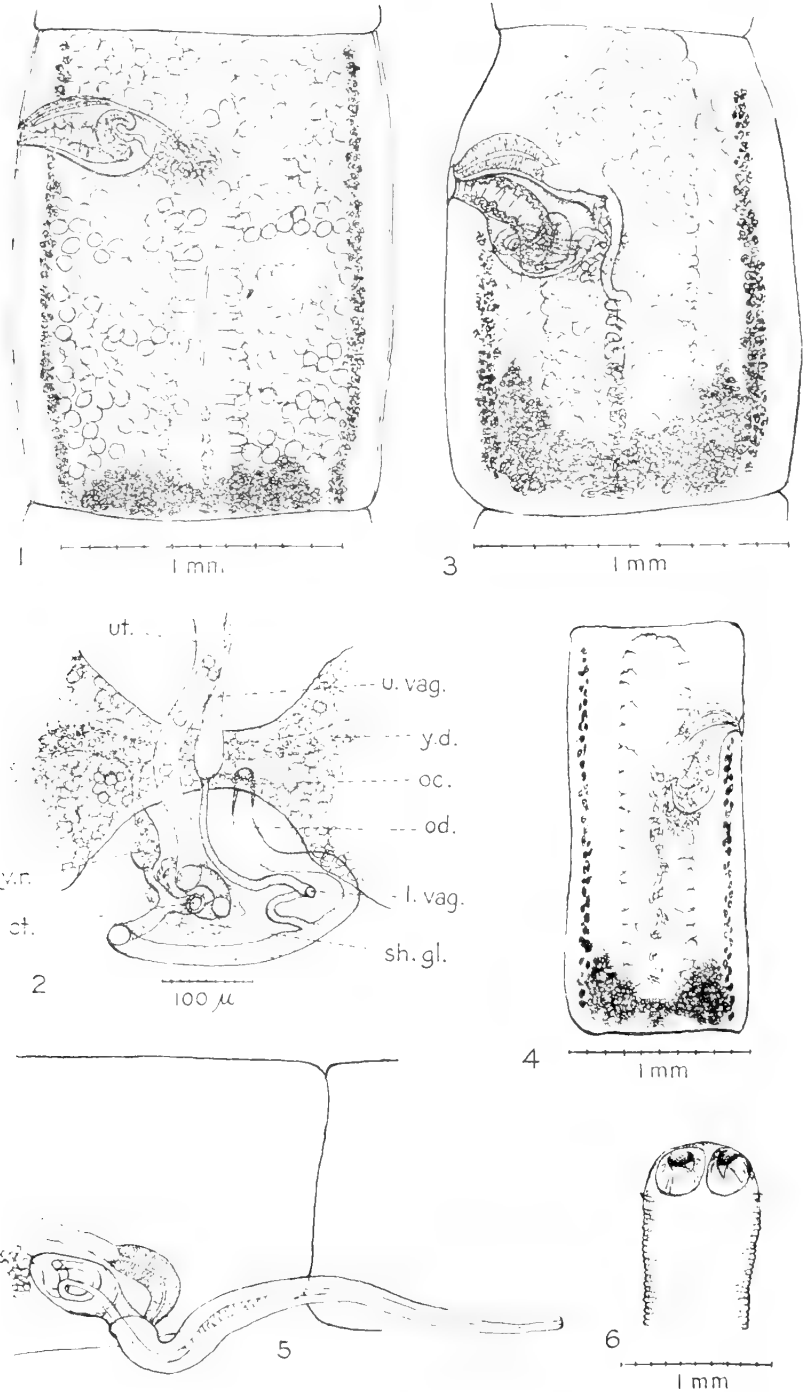 1
1 mm.
3
1 mm
ut.
u. vag.
y.d.
oc.
od.
l. vag.
sh. gl.
2
100 μ
4
1 mm
5
6
1 mm